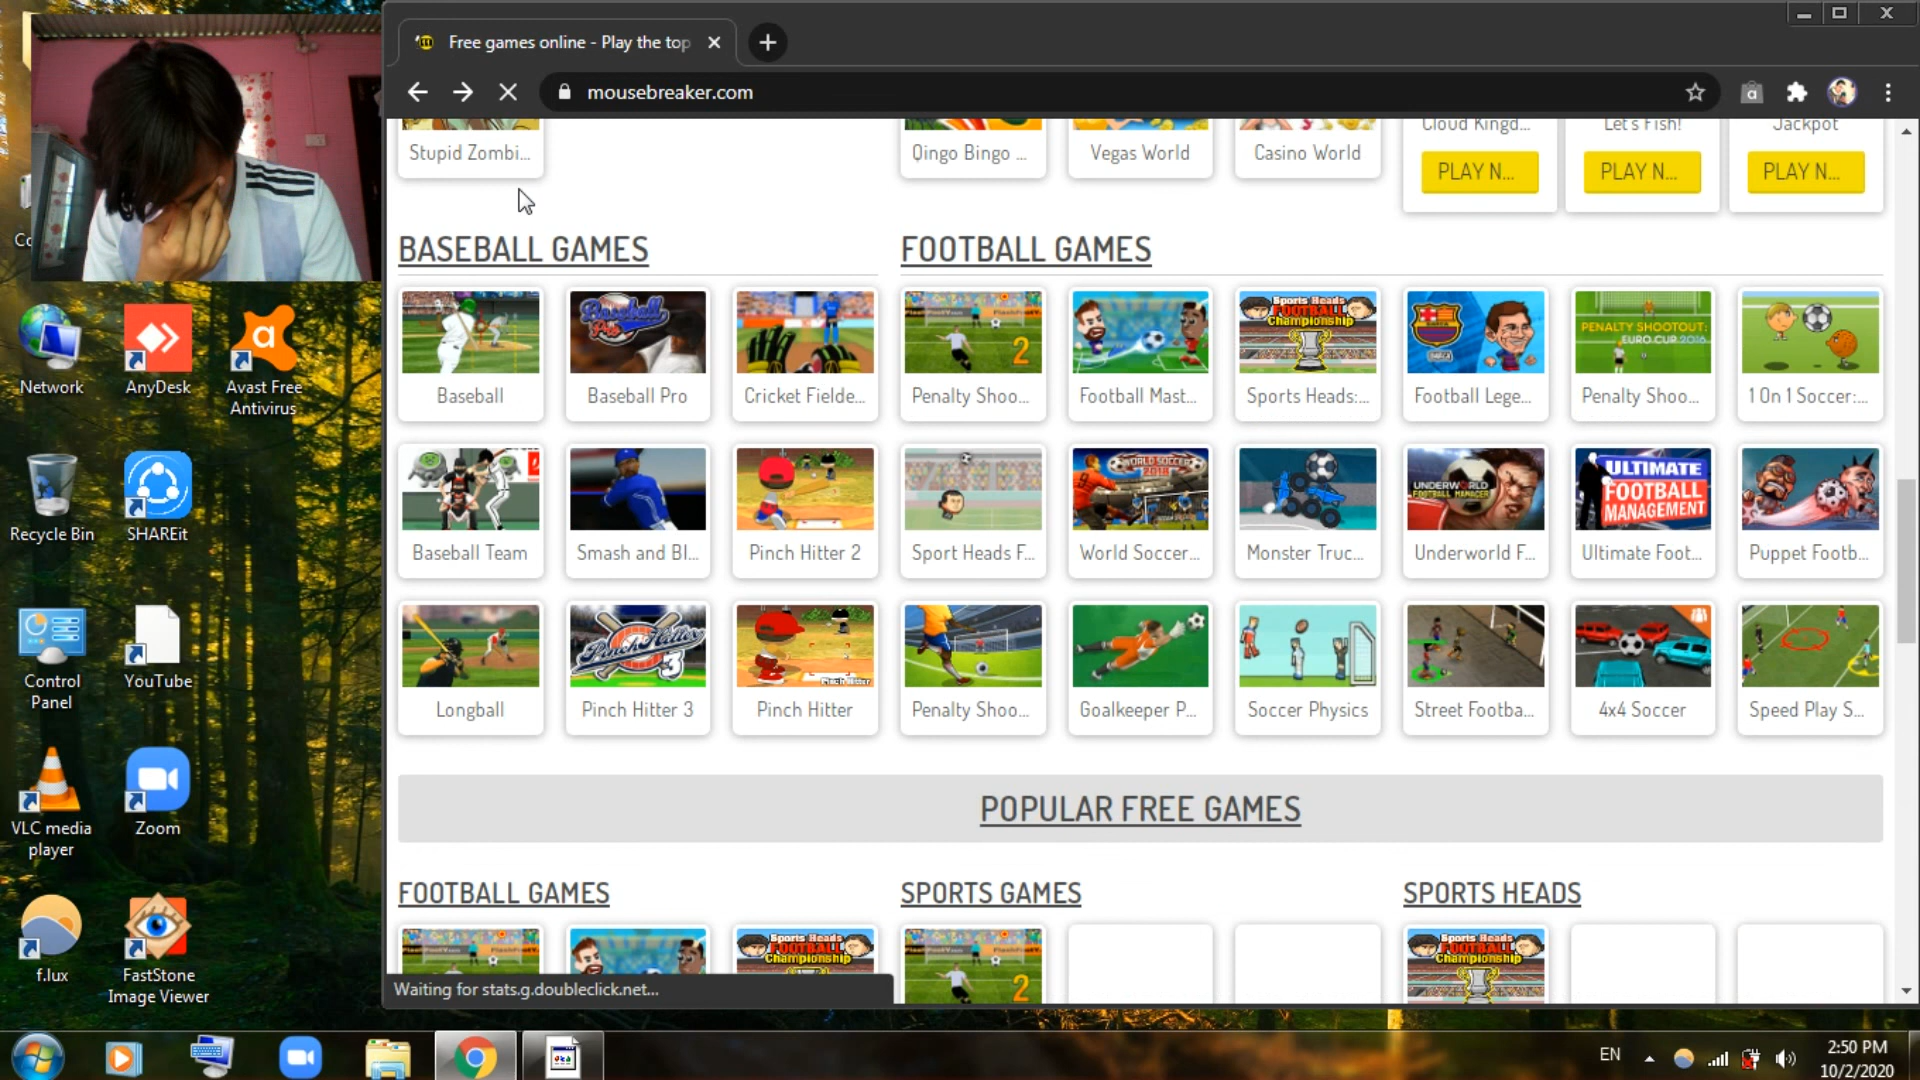 Free games online - Play the top
mousebreaker.com
Stupid Zombi...
Qingo Bingo ...
Vegas World
Casino World
Cloud Kingd...
Let's Fish!
Jackpot
PLAY N...
PLAY N...
PLAY N...
BASEBALL GAMES
FOOTBALL GAMES
Baseball
Baseball Pro
Cricket Fielde...
Penalty Shoo...
Football Mast...
Sports Heads:...
Football Lege...
Penalty Shoo...
1 On 1 Soccer:...
Baseball Team
Smash and Bl...
Pinch Hitter 2
Sport Heads F...
World Soccer...
Monster Truc...
Underworld F...
Ultimate Foot...
Puppet Footb...
Longball
Pinch Hitter 3
Pinch Hitter
Penalty Shoo...
Goalkeeper P...
Soccer Physics
Street Footba...
4x4 Soccer
Speed Play S...
POPULAR FREE GAMES
FOOTBALL GAMES
SPORTS GAMES
SPORTS HEADS
Waiting for stats.g.doubleclick.net...
Network
AnyDesk
Avast Free
Antivirus
Recycle Bin
SHAREit
Control
Panel
YouTube
VLC media
player
Zoom
f.lux
FastStone
Image Viewer
EN
2:50 PM
10/2/2020